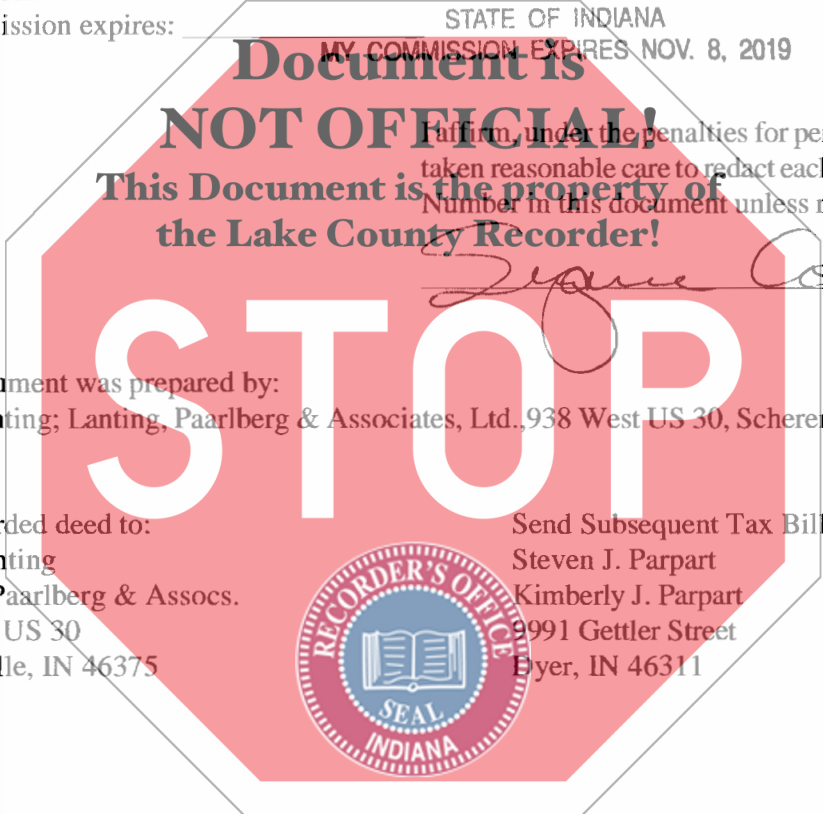 ission expires:
STATE OF INDIANA
MY COMMISSION EXPIRES NOV. 8, 2019
Document is
NOT OFFICIAL!
This Document is the property of
the Lake County Recorder!
I affirm, under the penalties for per
taken reasonable care to redact each
Number in this document unless r
STOP
ument was prepared by:
nting; Lanting, Paarlberg & Associates, Ltd.,938 West US 30, Scherer
rded deed to:
nting
Paarlberg & Assocs.
US 30
lle, IN 46375
Send Subsequent Tax Bill
Steven J. Parpart
Kimberly J. Parpart
9991 Gettler Street
Dyer, IN 46311
RECORDER'S OFFICE
SEAL
INDIANA